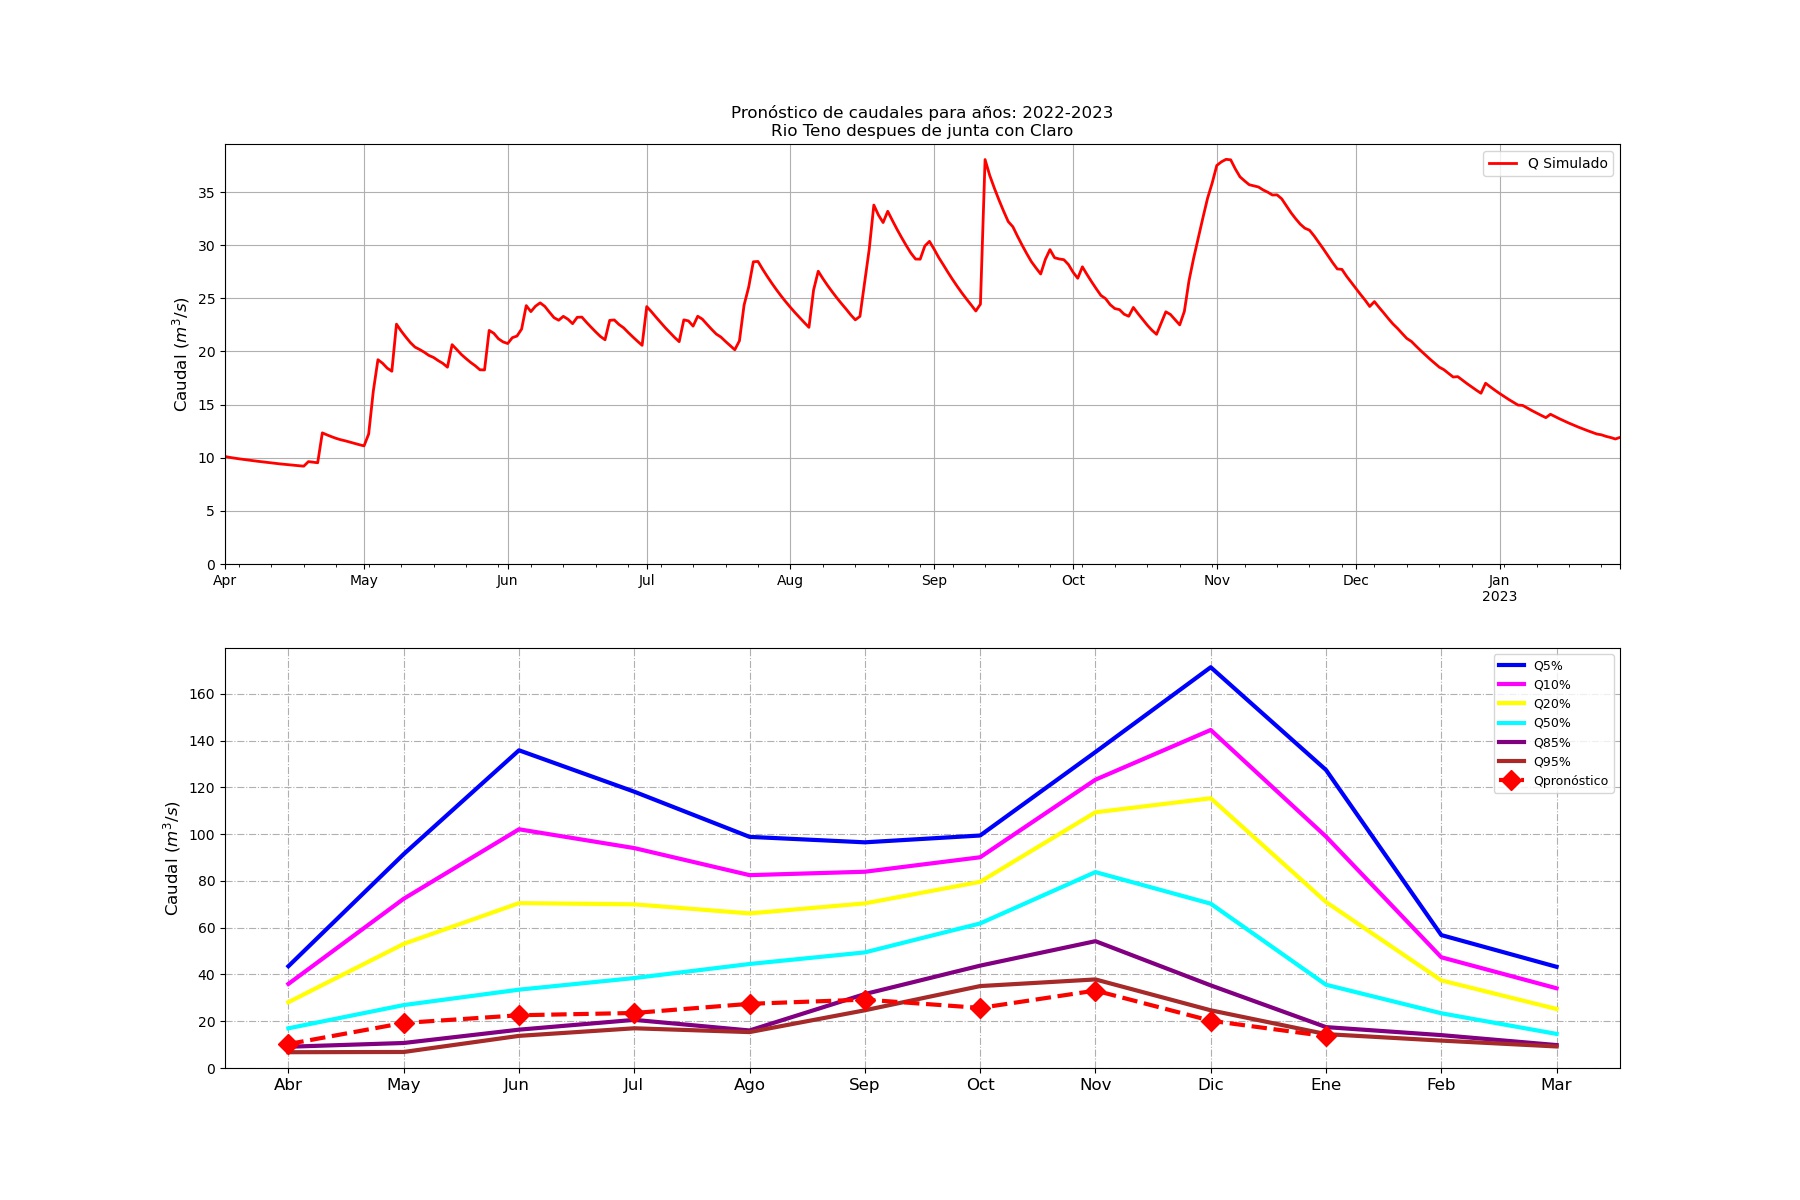 Pronóstico de caudales para años: 2022-2023
Rio Teno despues de junta con Claro
Q Simulado
Caudal (m³/s)
35
30
25
20
15
10
5
0
Apr May Jun Jul Aug Sep Oct Nov Dec Jan
2023
Q5%
Q10%
Q20%
Q50%
Q85%
Q95%
Qpronóstico
Caudal (m³/s)
160
140
120
100
80
60
40
20
0
Abr May Jun Jul Ago Sep Oct Nov Dic Ene Feb Mar